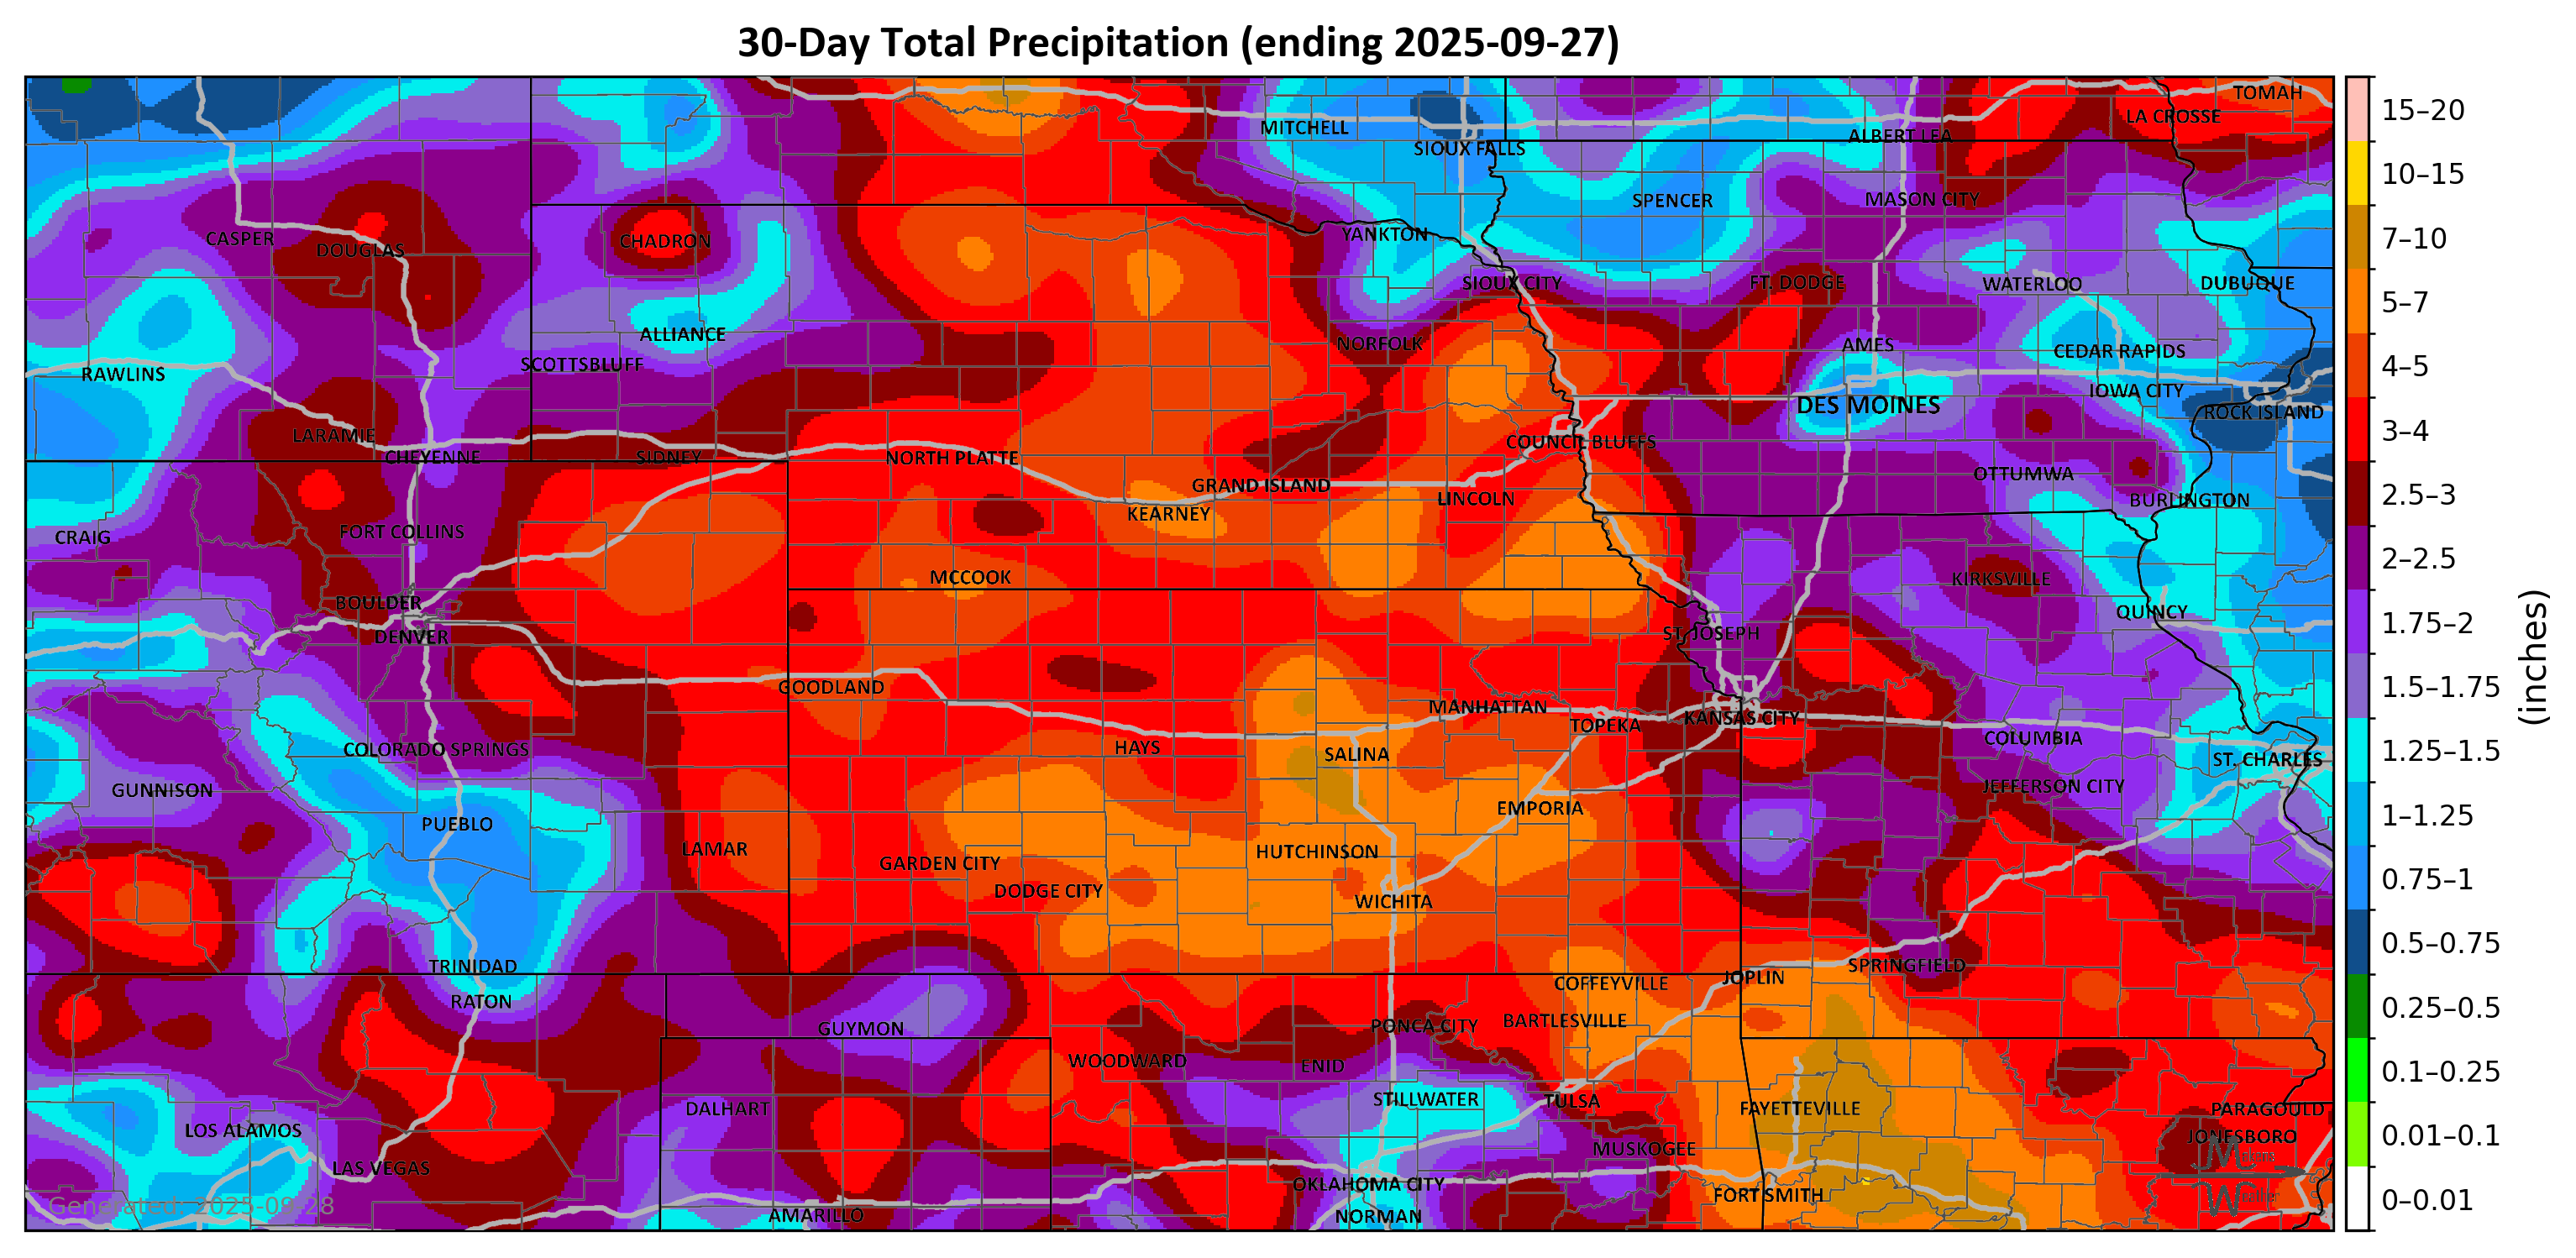 30-Day Total Precipitation (ending 2025-09-27)
TOMAH
LA CROSSE
MITCHELL
ALBERT LEA
SIOUX FALLS
SPENCER
MASON CITY
YANKTON
CASPER
DOUGLAS
CHADRON
SIOUX CITY
FT. DODGE
WATERLOO
DUBUQUE
ALLIANCE
NORFOLK
AMES
CEDAR RAPIDS
SCOTTSBLUFF
RAWLINS
IOWA CITY
DES MOINES
ROCK ISLAND
LARAMIE
COUNCIL BLUFFS
CHEYENNE
SIDNEY
NORTH PLATTE
OTTUMWA
GRAND ISLAND
LINCOLN
BURLINGTON
KEARNEY
CRAIG
FORT COLLINS
MCCOOK
KIRKSVILLE
BOULDER
QUINCY
DENVER
ST. JOSEPH
GOODLAND
MANHATTAN
TOPEKA
KANSAS CITY
COLUMBIA
COLORADO SPRINGS
HAYS
SALINA
ST. CHARLES
GUNNISON
JEFFERSON CITY
EMPORIA
PUEBLO
LAMAR
HUTCHINSON
GARDEN CITY
DODGE CITY
WICHITA
TRINIDAD
SPRINGFIELD
JOPLIN
COFFEYVILLE
RATON
BARTLESVILLE
GUYMON
PONCA CITY
WOODWARD
ENID
STILLWATER
TULSA
DALHART
FAYETTEVILLE
PARAGOULD
LOS ALAMOS
JONESBORO
MUSKOGEE
LAS VEGAS
OKLAHOMA CITY
FORT SMITH
AMARILLO
NORMAN
Generated: 2025-09-28
15–20
10–15
7–10
5–7
4–5
3–4
2.5–3
2–2.5
1.75–2
1.5–1.75
1.25–1.5
1–1.25
0.75–1
0.5–0.75
0.25–0.5
0.1–0.25
0.01–0.1
0–0.01
(inches)